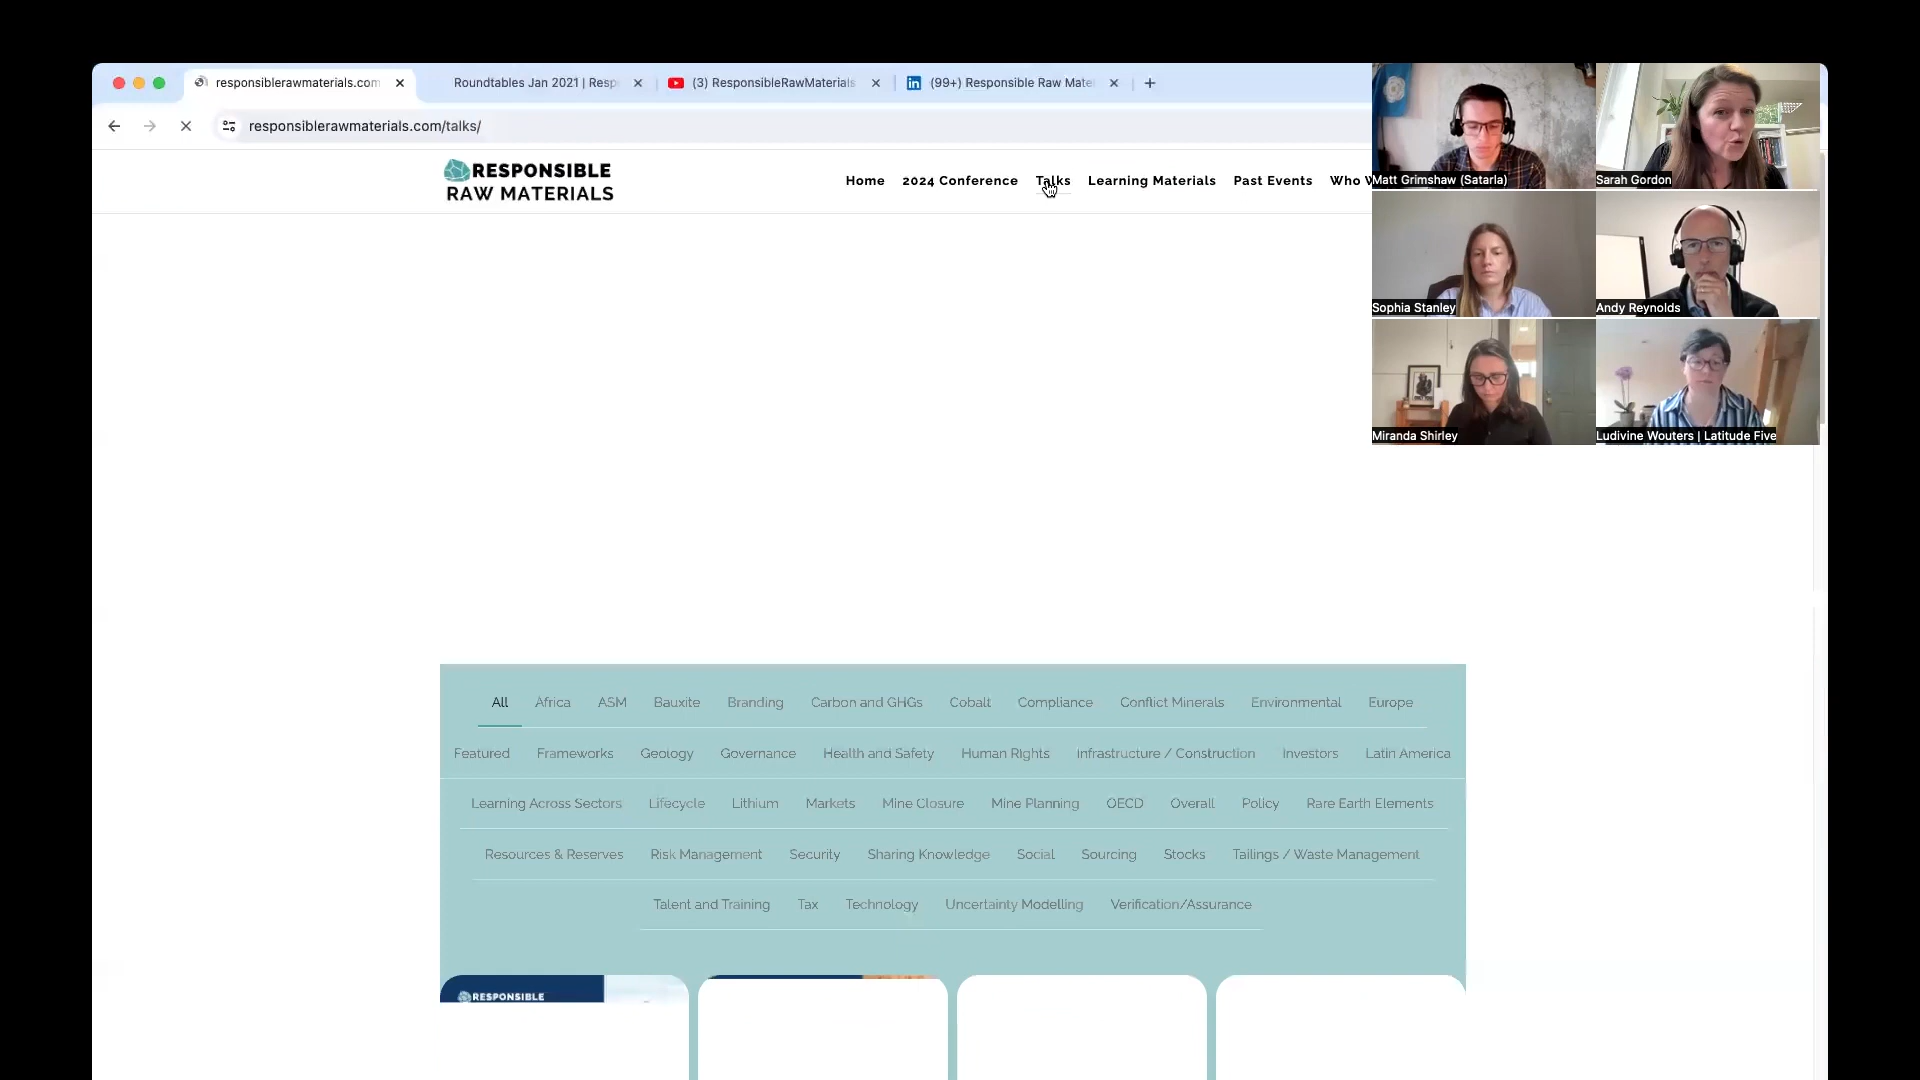 responsiblerawmaterials.com
Roundtables Jan 2021 | Resp
(3) ResponsibleRawMaterials
(99+) Responsible Raw Mate
responsiblerawmaterials.com/talks/
RESPONSIBLE
RAW MATERIALS
Home 2024 Conference Talks Learning Materials Past Events Who W
Matt Grimshaw (Satarla)
Sarah Gordon
Sophia Stanley
Andy Reynolds
Miranda Shirley
Ludivine Wouters | Latitude Five
All Africa ASM Bauxite Branding Carbon and GHGs Cobalt Compliance Conflict Minerals Environmental Europe
Featured Frameworks Geology Governance Health and Safety Human Rights Infrastructure / Construction Investors Latin America
Learning Across Sectors Lifecycle Lithium Markets Mine Closure Mine Planning OECD Overall Policy Rare Earth Elements
Resources & Reserves Risk Management Security Sharing Knowledge Social Sourcing Stocks Tailings / Waste Management
Talent and Training Tax Technology Uncertainty Modelling Verification/Assurance
RESPONSIBLE